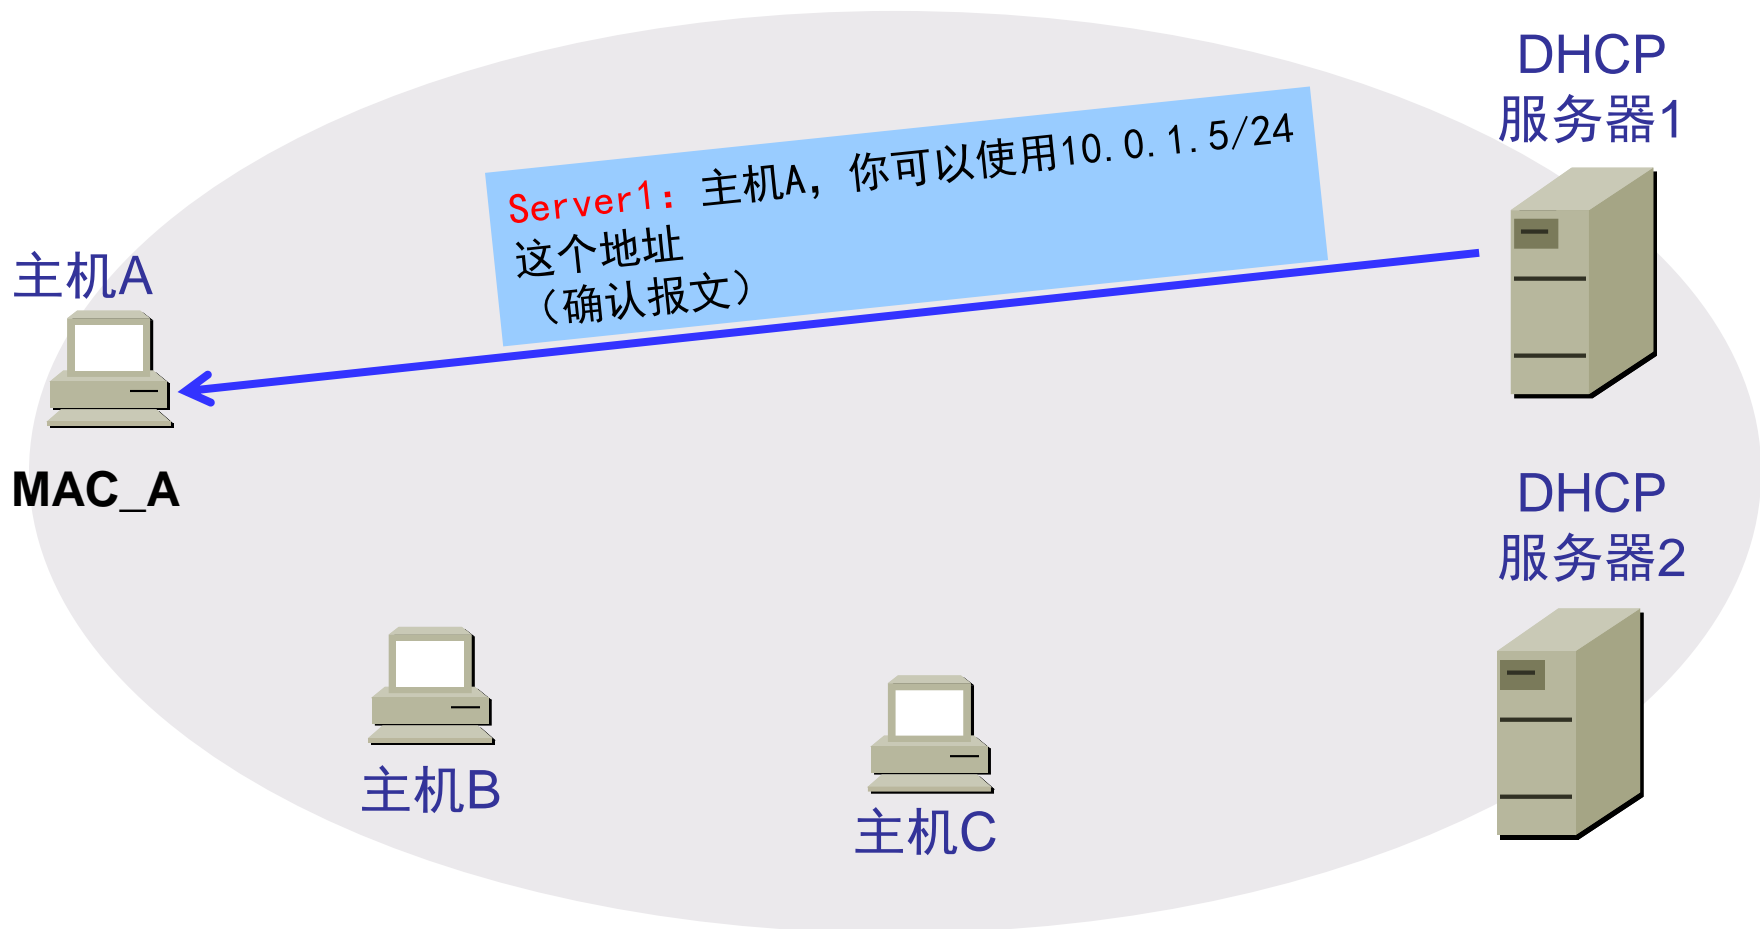 DHCP
服务器1
Server1：主机A，你可以使用10.0.1.5/24
这个地址
（确认报文）
主机A
MAC_A
DHCP
服务器2
主机B
主机C